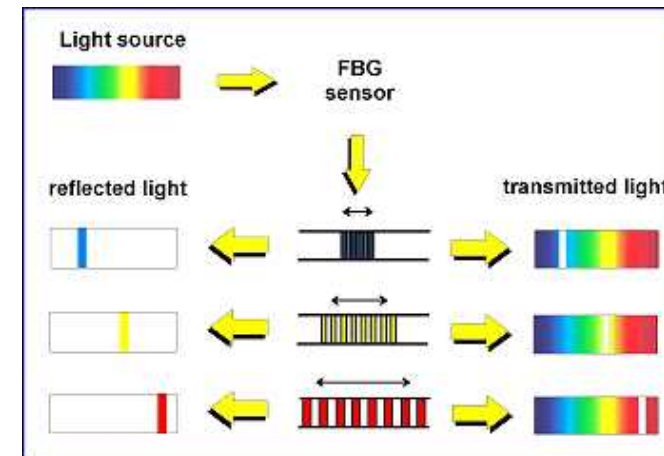 Light source
FBG
sensor
reflected light
transmitted light